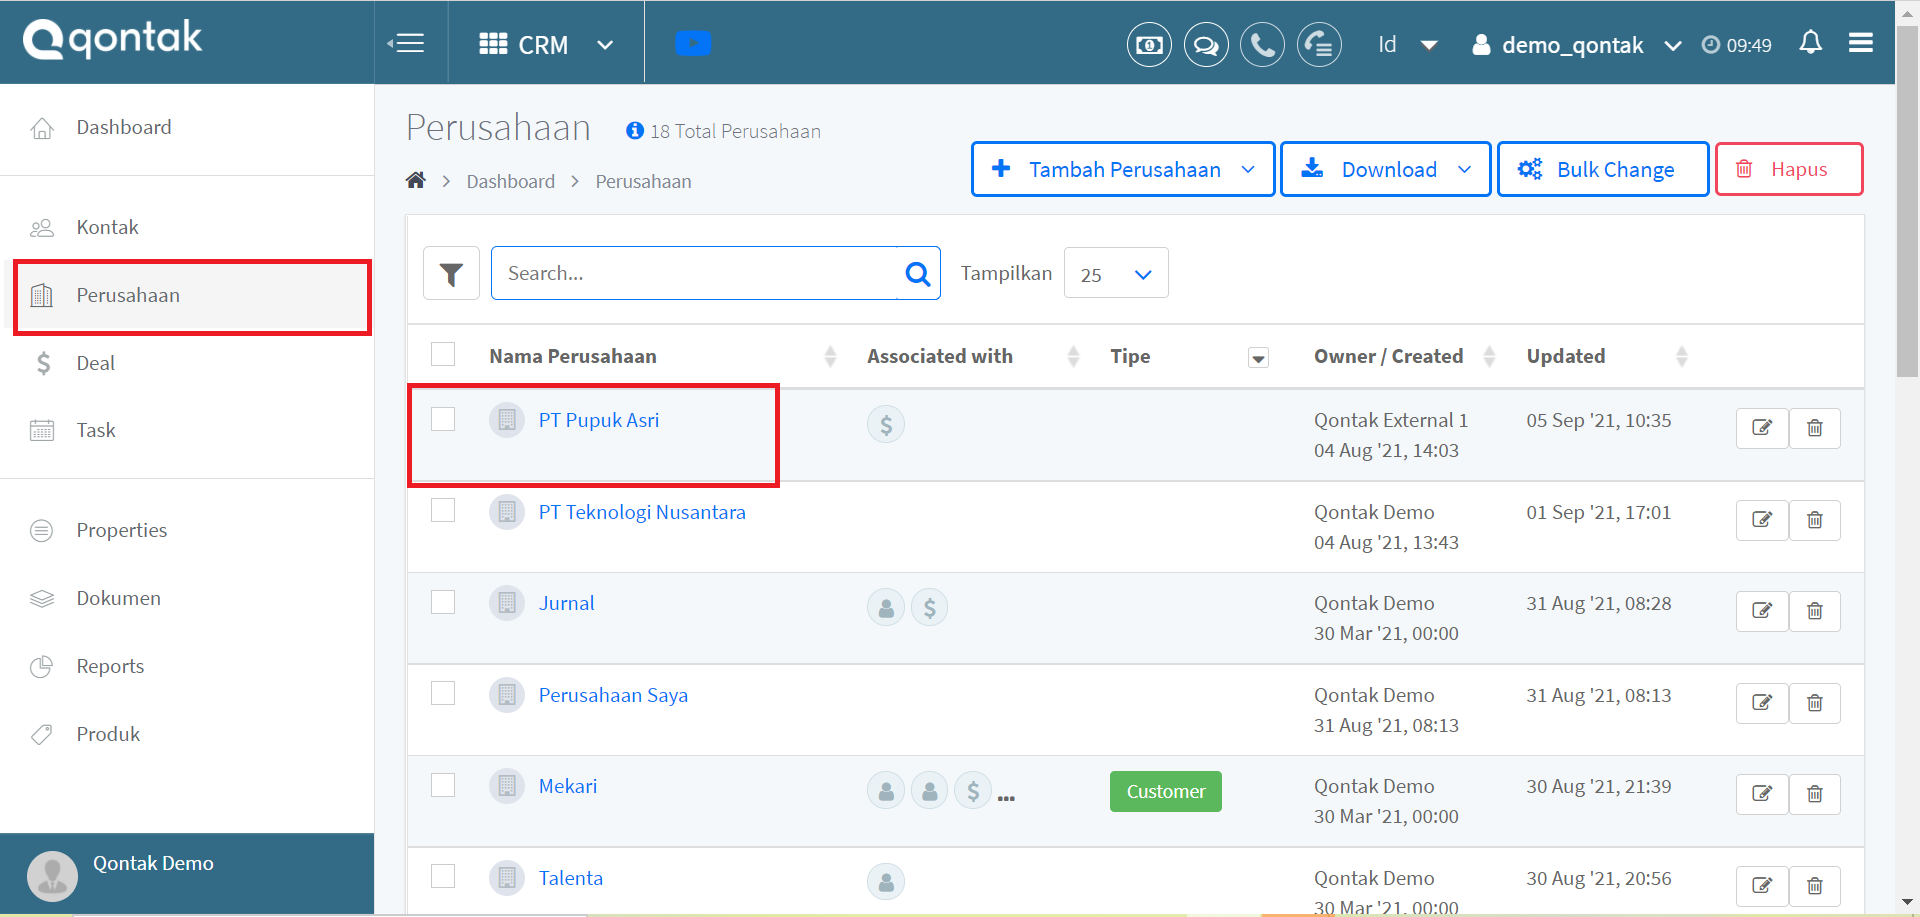 qontak
CRM
Id
demo_qontak
09:49
Dashboard
Kontak
Perusahaan
Deal
Task
Properties
Dokumen
Reports
Produk
Qontak Demo
Perusahaan
18 Total Perusahaan
Dashboard > Perusahaan
Tambah Perusahaan
Download
Bulk Change
Hapus
Search...
Tampilkan
25
Nama Perusahaan Associated with Tipe Owner / Created Updated
PT Pupuk Asri $ Qontak External 1 05 Sep '21, 10:35
04 Aug '21, 14:03
PT Teknologi Nusantara Qontak Demo 01 Sep '21, 17:01
04 Aug '21, 13:43
Jurnal $ Qontak Demo 31 Aug '21, 08:28
30 Mar '21, 00:00
Perusahaan Saya Qontak Demo 31 Aug '21, 08:13
31 Aug '21, 08:13
Mekari $ ... Customer Qontak Demo 30 Aug '21, 21:39
30 Mar '21, 00:00
Talenta Qontak Demo 30 Aug '21, 20:56
30 Mar '21, 00:00